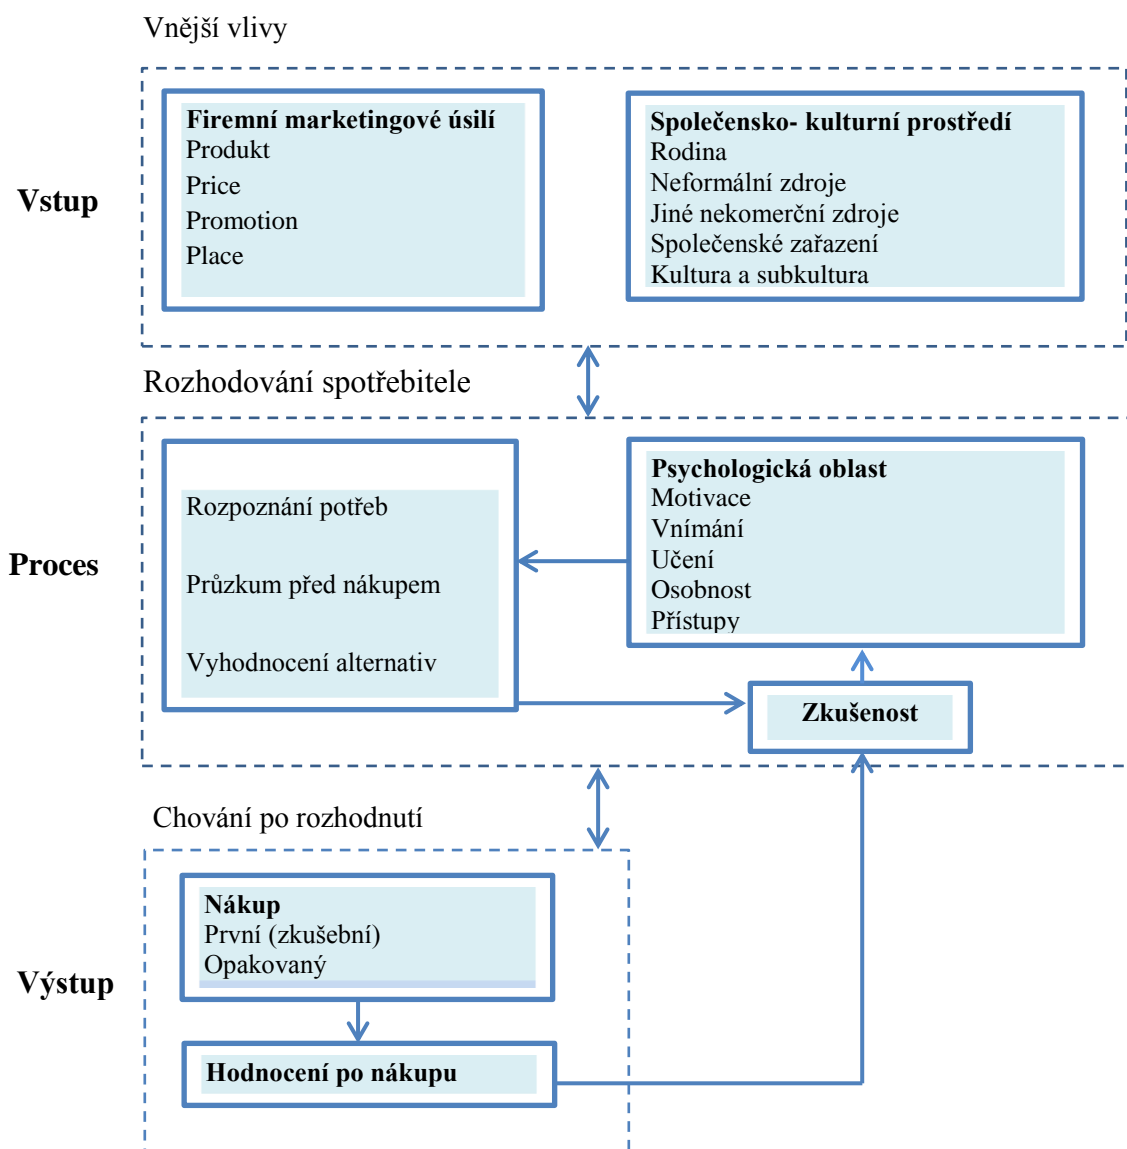 Vnější vlivy
Vstup
Firemní marketingové úsilí
Produkt
Price
Promotion
Place
Společensko- kulturní prostředí
Rodina
Neformální zdroje
Jiné nekomerční zdroje
Společenské zařazení
Kultura a subkultura
Rozhodování spotřebitele
Proces
Rozpoznání potřeb
Průzkum před nákupem
Vyhodnocení alternativ
Psychologická oblast
Motivace
Vnímání
Učení
Osobnost
Přístupy
Zkušenost
Chování po rozhodnutí
Výstup
Nákup
První (zkušební)
Opakovaný
Hodnocení po nákupu